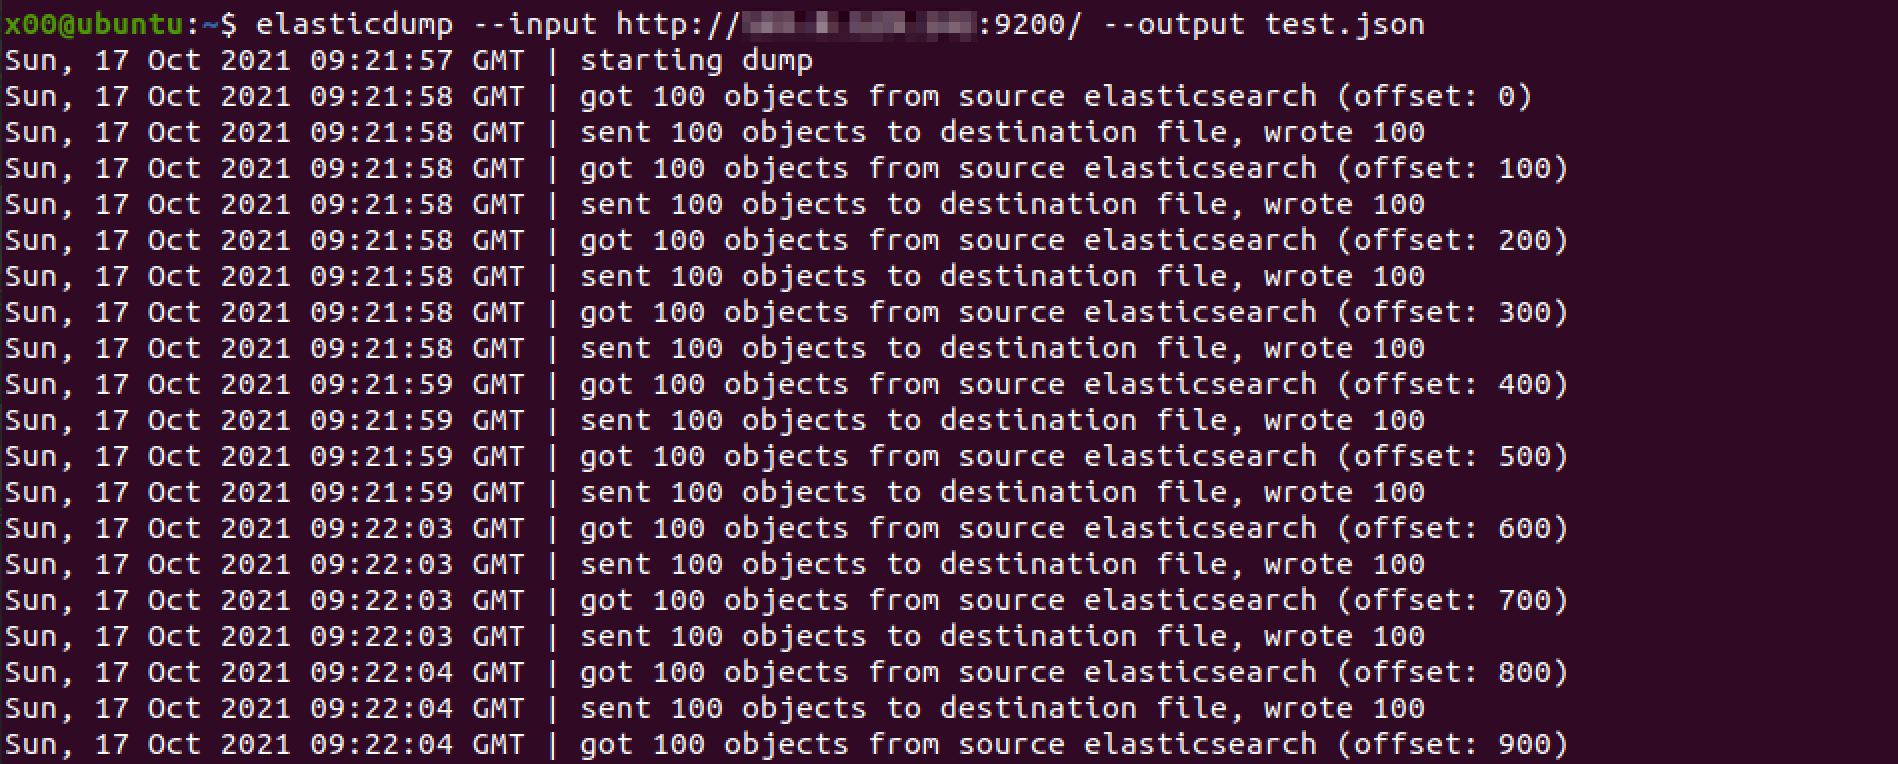 x00@ubuntu:~$ elasticdump --input http:// :9200/ --output test.json
Sun, 17 Oct 2021 09:21:57 GMT | starting dump
Sun, 17 Oct 2021 09:21:58 GMT | got 100 objects from source elasticsearch (offset: 0)
Sun, 17 Oct 2021 09:21:58 GMT | sent 100 objects to destination file, wrote 100
Sun, 17 Oct 2021 09:21:58 GMT | got 100 objects from source elasticsearch (offset: 100)
Sun, 17 Oct 2021 09:21:58 GMT | sent 100 objects to destination file, wrote 100
Sun, 17 Oct 2021 09:21:58 GMT | got 100 objects from source elasticsearch (offset: 200)
Sun, 17 Oct 2021 09:21:58 GMT | sent 100 objects to destination file, wrote 100
Sun, 17 Oct 2021 09:21:58 GMT | got 100 objects from source elasticsearch (offset: 300)
Sun, 17 Oct 2021 09:21:58 GMT | sent 100 objects to destination file, wrote 100
Sun, 17 Oct 2021 09:21:59 GMT | got 100 objects from source elasticsearch (offset: 400)
Sun, 17 Oct 2021 09:21:59 GMT | sent 100 objects to destination file, wrote 100
Sun, 17 Oct 2021 09:21:59 GMT | got 100 objects from source elasticsearch (offset: 500)
Sun, 17 Oct 2021 09:21:59 GMT | sent 100 objects to destination file, wrote 100
Sun, 17 Oct 2021 09:22:03 GMT | got 100 objects from source elasticsearch (offset: 600)
Sun, 17 Oct 2021 09:22:03 GMT | sent 100 objects to destination file, wrote 100
Sun, 17 Oct 2021 09:22:03 GMT | got 100 objects from source elasticsearch (offset: 700)
Sun, 17 Oct 2021 09:22:03 GMT | sent 100 objects to destination file, wrote 100
Sun, 17 Oct 2021 09:22:04 GMT | got 100 objects from source elasticsearch (offset: 800)
Sun, 17 Oct 2021 09:22:04 GMT | sent 100 objects to destination file, wrote 100
Sun, 17 Oct 2021 09:22:04 GMT | got 100 objects from source elasticsearch (offset: 900)